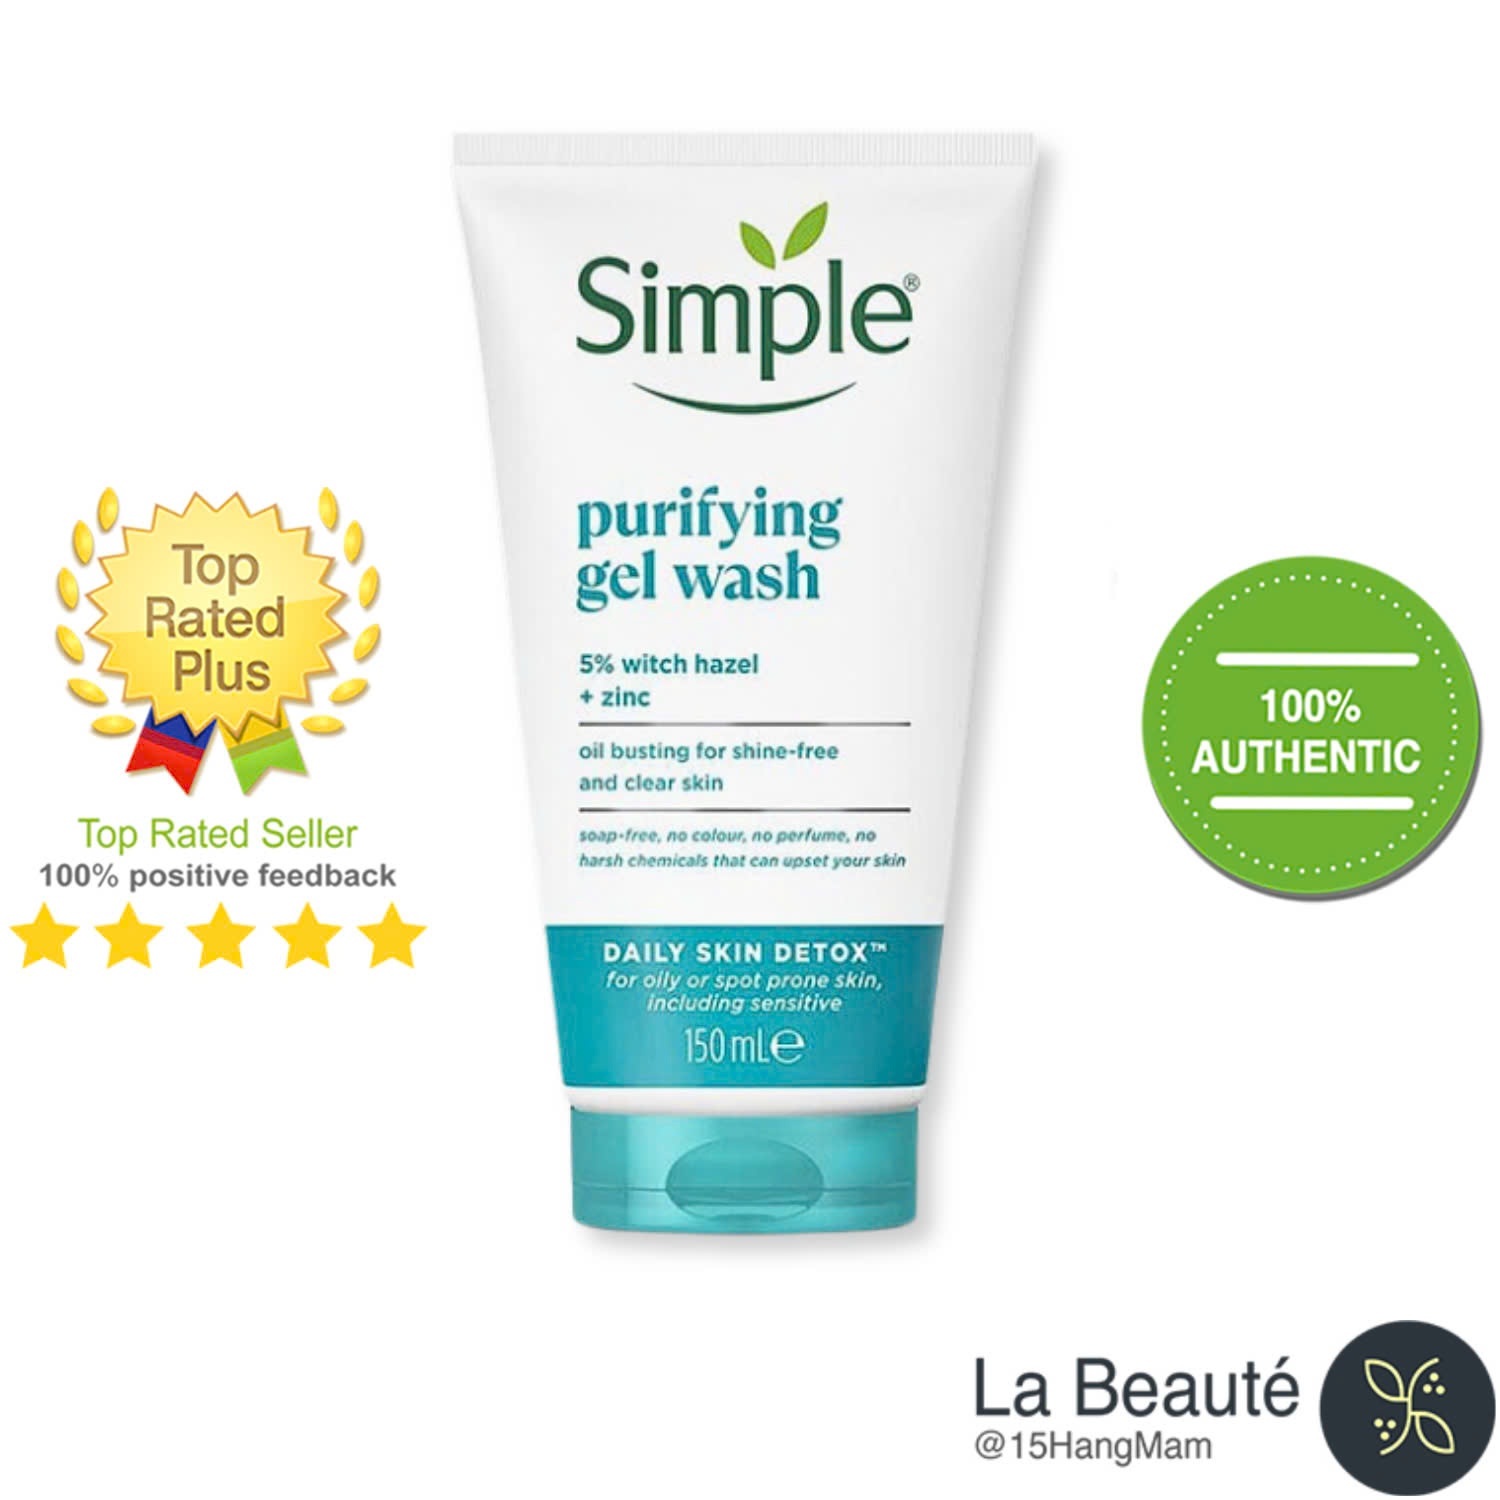 Simple®
purifying
gel wash
5% witch hazel
+ zinc
oil busting for shine-free
and clear skin
soap-free, no colour, no perfume, no
harsh chemicals that can upset your skin
DAILY SKIN DETOX™
for oily or spot prone skin,
including sensitive
150 mL℮
Top
Rated
Plus
Top Rated Seller
100% positive feedback
100%
AUTHENTIC
La Beauté
@15HangMam